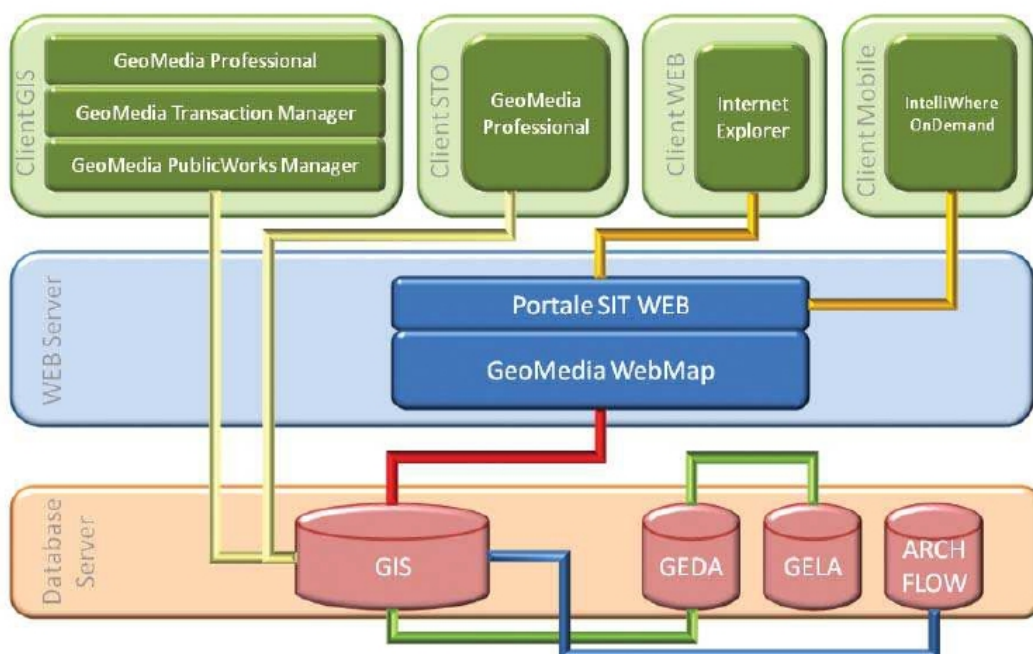 Client GIS
GeoMedia Professional
GeoMedia Transaction Manager
GeoMedia PublicWorks Manager
Client STO
GeoMedia
Professional
Client WEB
Internet
Explorer
Client Mobile
IntelliWhere
OnDemand
WEB Server
Portale SIT WEB
GeoMedia WebMap
Database
Server
GIS
GEDA
GELA
ARCH
FLOW